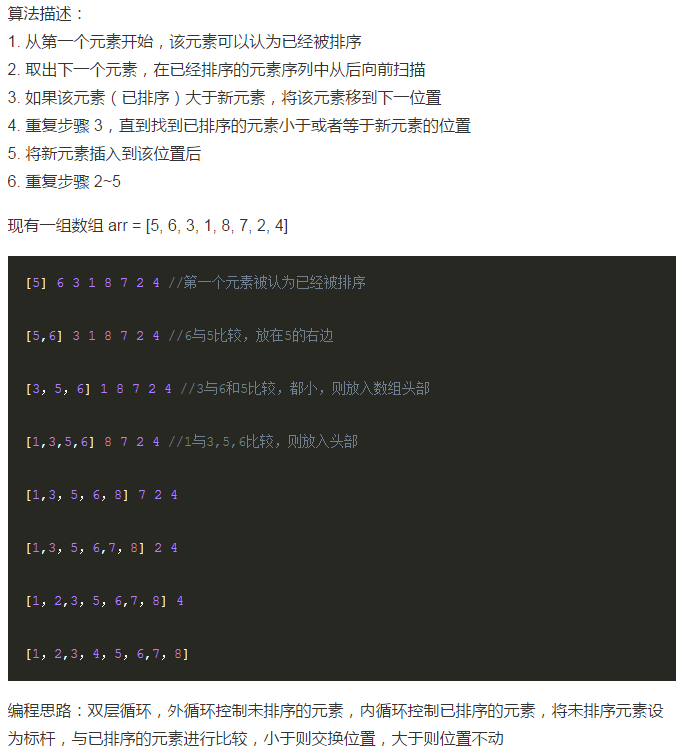 算法描述：
1. 从第一个元素开始，该元素可以认为已经被排序
2. 取出下一个元素，在已经排序的元素序列中从后向前扫描
3. 如果该元素（已排序）大于新元素，将该元素移到下一位置
4. 重复步骤 3，直到找到已排序的元素小于或者等于新元素的位置
5. 将新元素插入到该位置后
6. 重复步骤 2~5
现有一组数组 arr = [5, 6, 3, 1, 8, 7, 2, 4]
[5] 6 3 1 8 7 2 4 //第一个元素被认为已经被排序
[5,6] 3 1 8 7 2 4 //6与5比较，放在5的右边
[3，5，6] 1 8 7 2 4 //3与6和5比较，都小，则放入数组头部
[1,3,5,6] 8 7 2 4 //1与3,5,6比较，则放入头部
[1,3，5，6，8] 7 2 4
[1,3，5，6,7，8] 2 4
[1，2,3，5，6,7，8] 4
[1，2,3，4，5，6,7，8]
编程思路：双层循环，外循环控制未排序的元素，内循环控制已排序的元素，将未排序元素设
为标杆，与已排序的元素进行比较，小于则交换位置，大于则位置不动